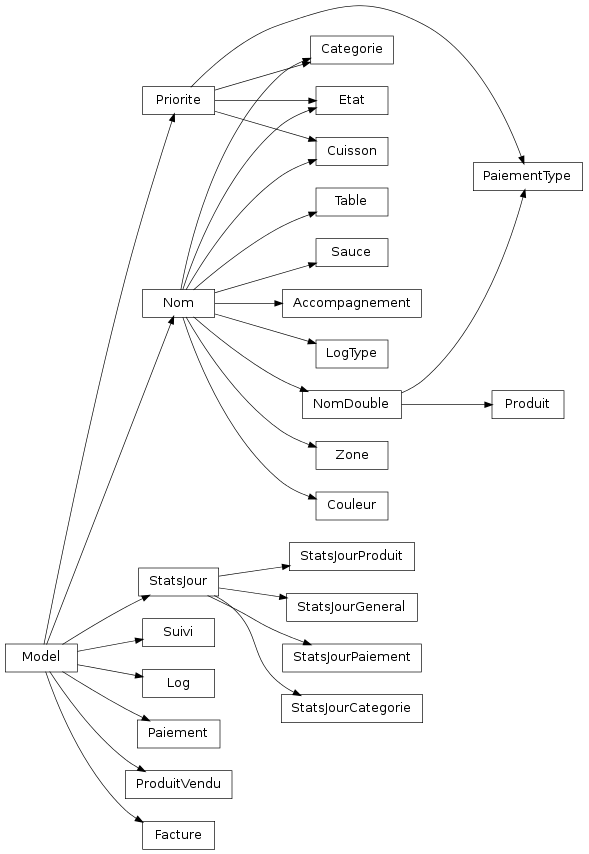 Categorie
Priorite
Etat
Cuisson
PaiementType
Table
Sauce
Nom
Accompagnement
LogType
NomDouble
Produit
Zone
Couleur
StatsJourProduit
StatsJour
StatsJourGeneral
Suivi
Model
StatsJourPaiement
Log
StatsJourCategorie
Paiement
ProduitVendu
Facture